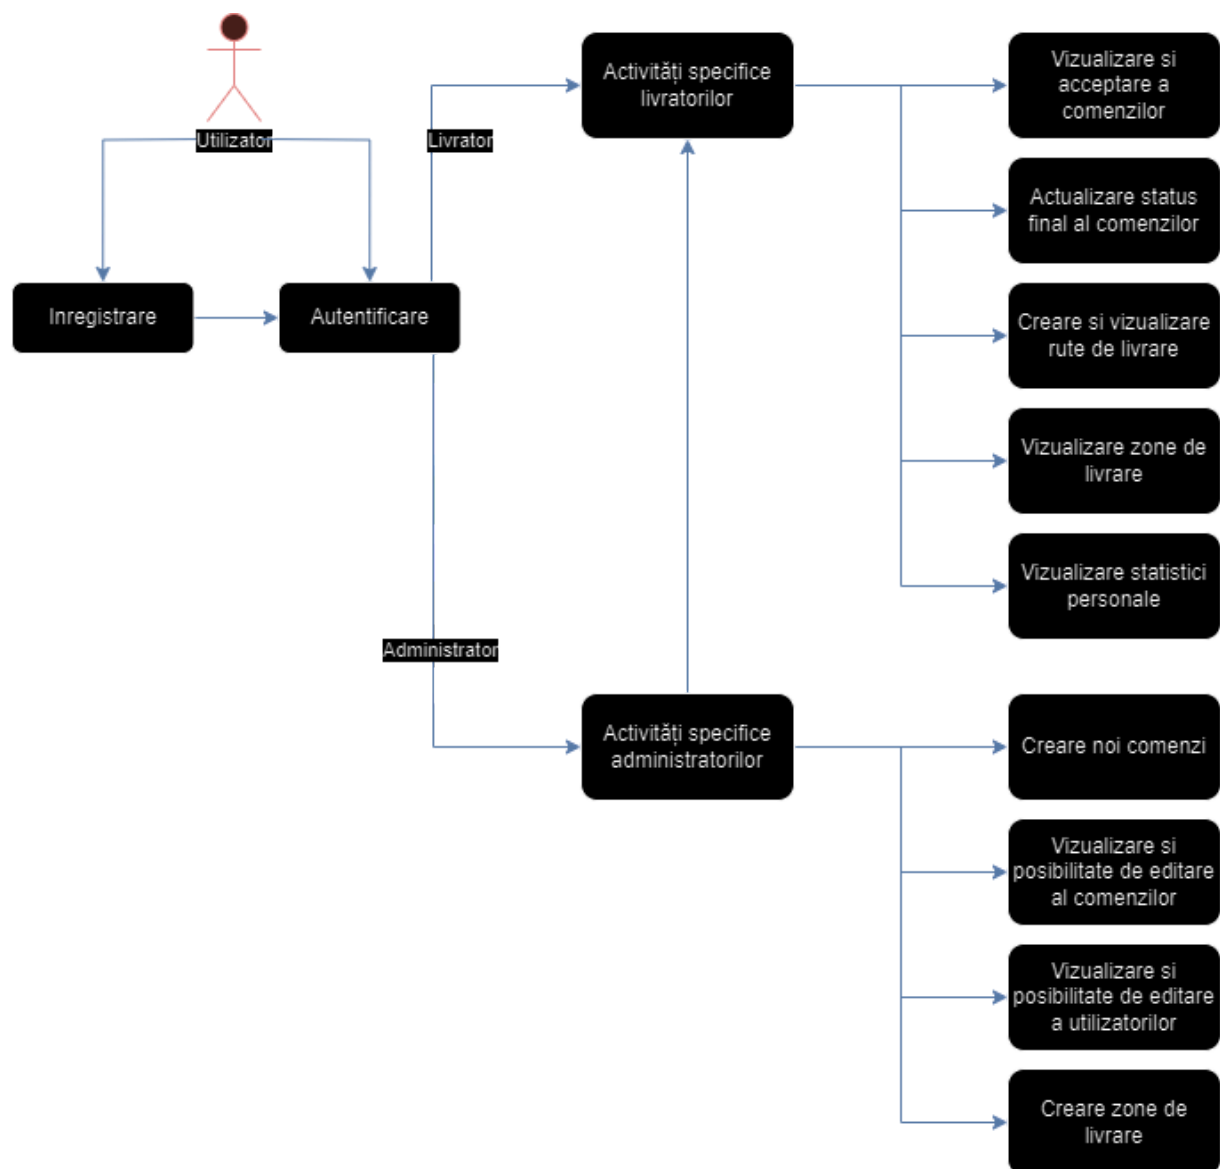 Utilizator
Inregistrare
Autentificare
Livrator
Administrator
Activități specifice
livratorilor
Vizualizare si
acceptare a
comenzilor
Actualizare status
final al comenzilor
Creare si vizualizare
rute de livrare
Vizualizare zone de
livrare
Vizualizare statistici
personale
Activități specifice
administratorilor
Creare noi comenzi
Vizualizare si
posibilitate de editare
al comenzilor
Vizualizare si
posibilitate de editare
a utilizatorilor
Creare zone de
livrare